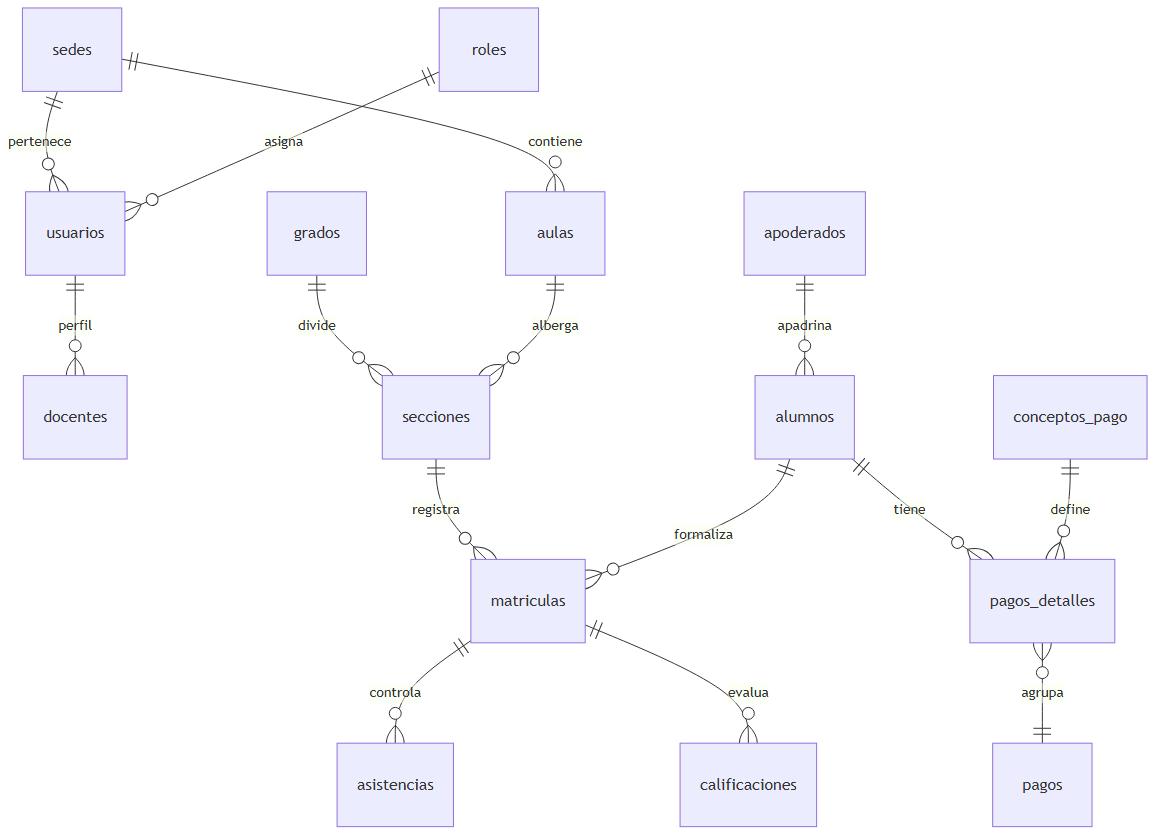 sedes
roles
pertenece
asigna
contiene
usuarios
grados
aulas
apoderados
perfil
divide
alberga
apadrina
docentes
secciones
alumnos
conceptos_pago
registra
formaliza
tiene
define
matriculas
pagos_detalles
controla
evalua
agrupa
asistencias
calificaciones
pagos